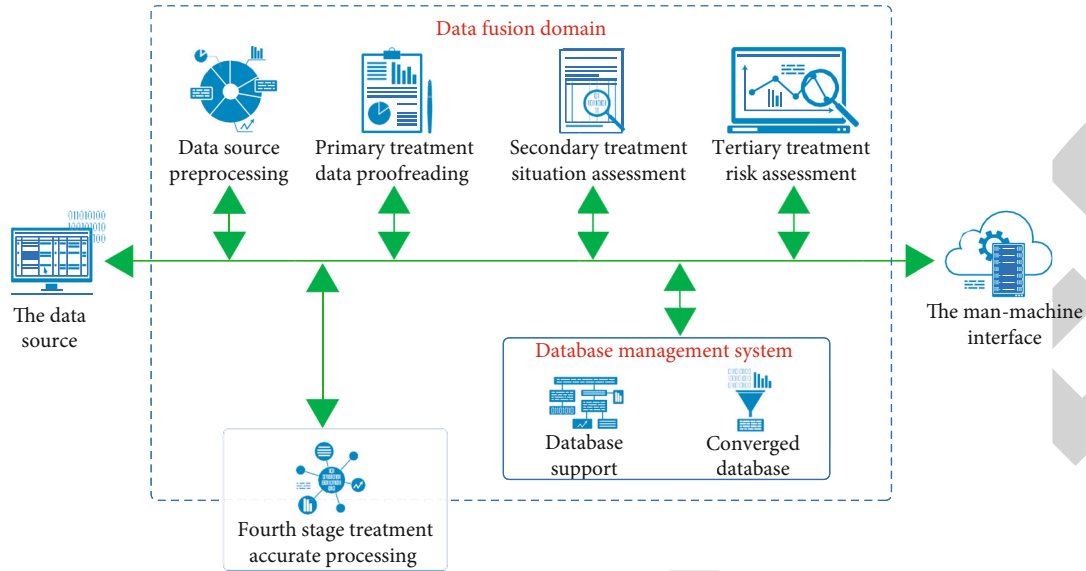 Data fusion domain
Data source
preprocessing
Primary treatment
data proofreading
Secondary treatment
situation assessment
Tertiary treatment
risk assessment
011010100
The data
source
The man-machine
interface
Database management system
Database
support
Converged
database
Fourth stage treatment
accurate processing